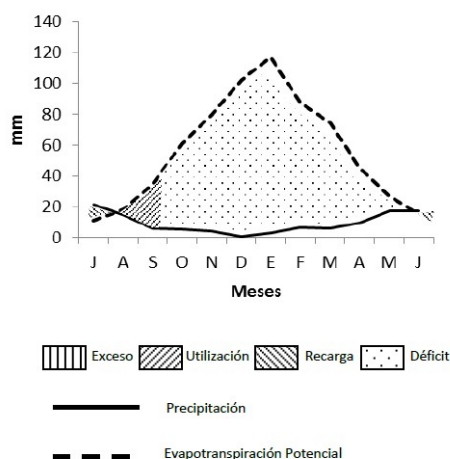 140
120
100
80
60
40
20
0
mm
J A S O N D E F M A M J
Meses
Exceso Utilización Recarga Déficit
Precipitación
Evapotranspiración Potencial